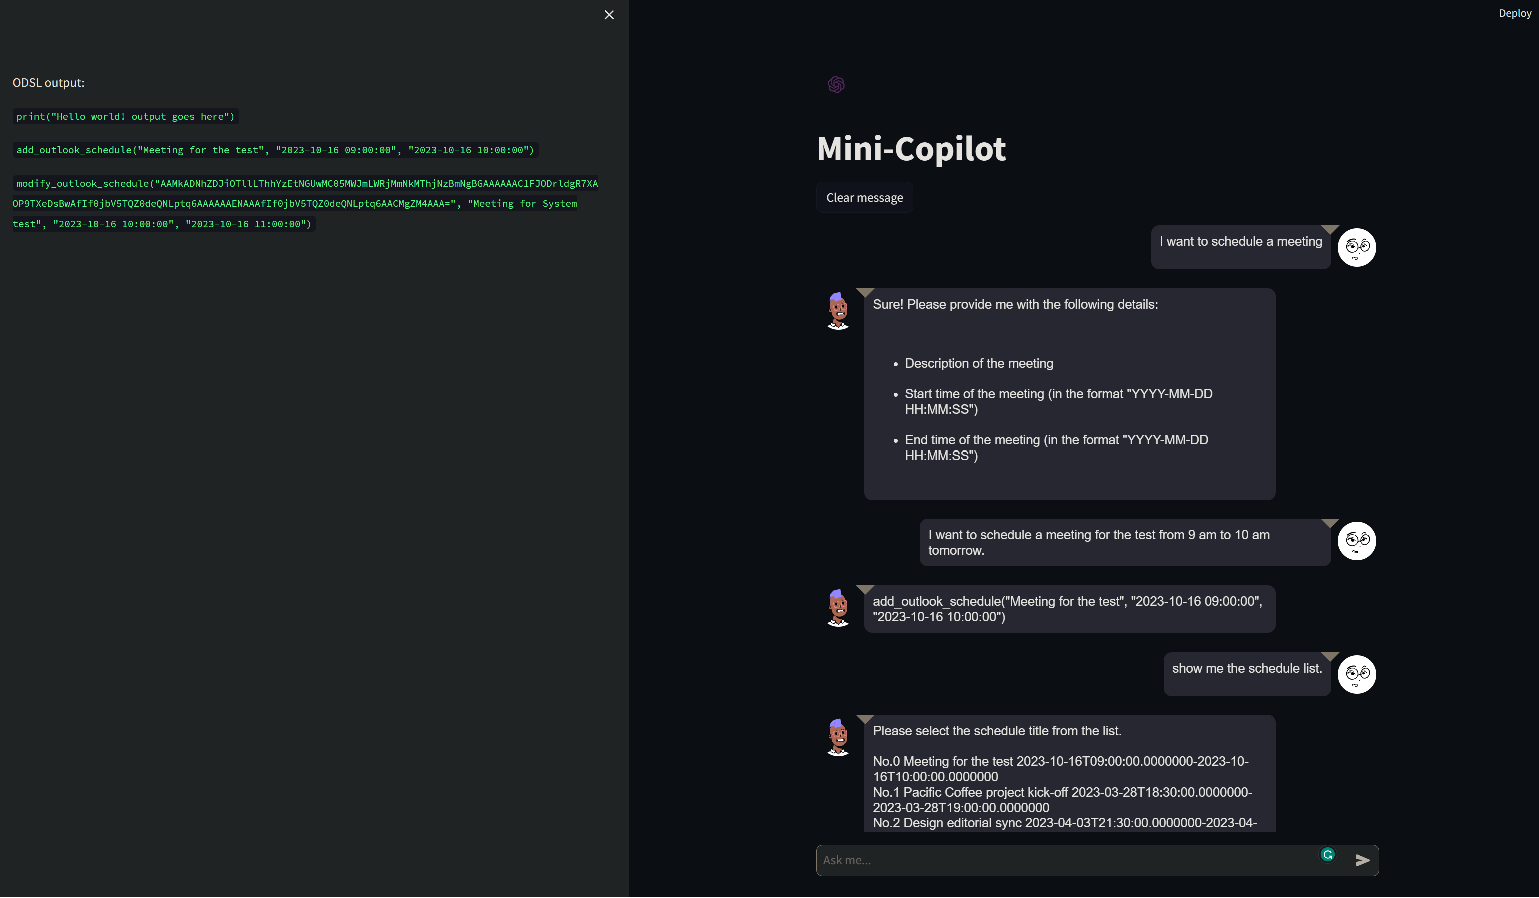 Deploy
ODSL output:
print("Hello world! output goes here")
add_outlook_schedule("Meeting for the test", "2023-10-16 09:00:00", "2023-10-16 10:00:00")
"Meeting for System
test", "2023-10-16 10:00:00", "2023-10-16 11:00:00")
Mini-Copilot
Clear message
I want to schedule a meeting
Sure! Please provide me with the following details:
Description of the meeting
Start time of the meeting (in the format "YYYY-MM-DD
HH:MM:SS")
End time of the meeting (in the format "YYYY-MM-DD
HH:MM:SS")
I want to schedule a meeting for the test from 9 am to 10 am
tomorrow.
add_outlook_schedule("Meeting for the test", "2023-10-16 09:00:00",
"2023-10-16 10:00:00")
show me the schedule list.
Please select the schedule title from the list.
No.0 Meeting for the test 2023-10-16T09:00:00.0000000-2023-10-
16T10:00:00.0000000
No.1 Pacific Coffee project kick-off 2023-03-28T18:30:00.0000000-
2023-03-28T19:00:00.0000000
No.2 Design editorial sync 2023-04-03T21:30:00.0000000-2023-04-
Ask me...